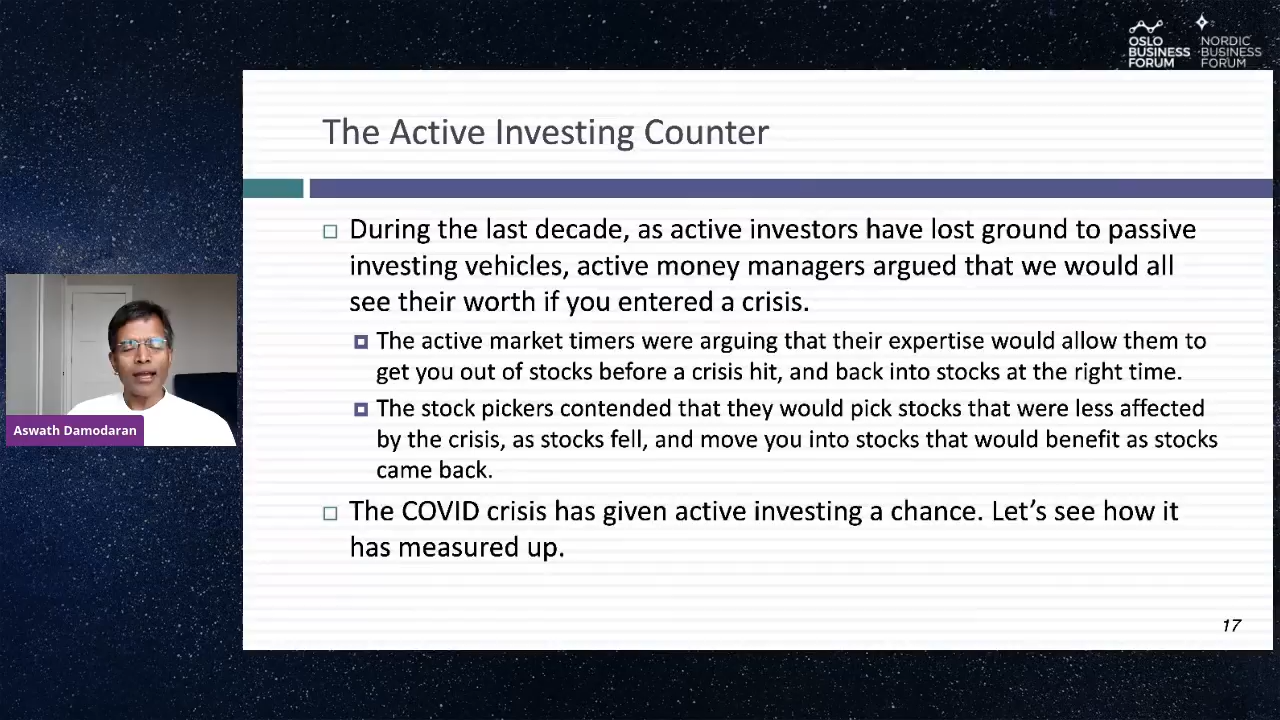 OSLO
BUSINESS
FORUM
NORDIC
BUSINESS
FORUM
The Active Investing Counter
During the last decade, as active investors have lost ground to passive
investing vehicles, active money managers argued that we would all
see their worth if you entered a crisis.
The active market timers were arguing that their expertise would allow them to
get you out of stocks before a crisis hit, and back into stocks at the right time.
The stock pickers contended that they would pick stocks that were less affected
by the crisis, as stocks fell, and move you into stocks that would benefit as stocks
came back.
The COVID crisis has given active investing a chance. Let’s see how it
has measured up.
Aswath Damodaran
17